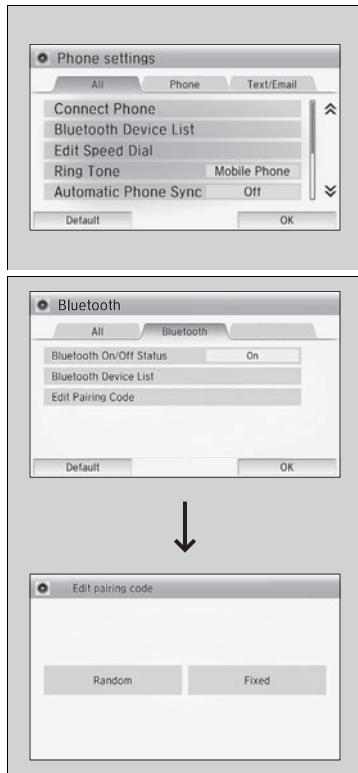 Phone settings
All Phone Text/Email
Connect Phone
Bluetooth Device List
Edit Speed Dial
Ring Tone Mobile Phone
Automatic Phone Sync Off
Default OK
Bluetooth
All Bluetooth
Bluetooth On/Off Status On
Bluetooth Device List
Edit Pairing Code
Default OK
Edit pairing code
Random Fixed